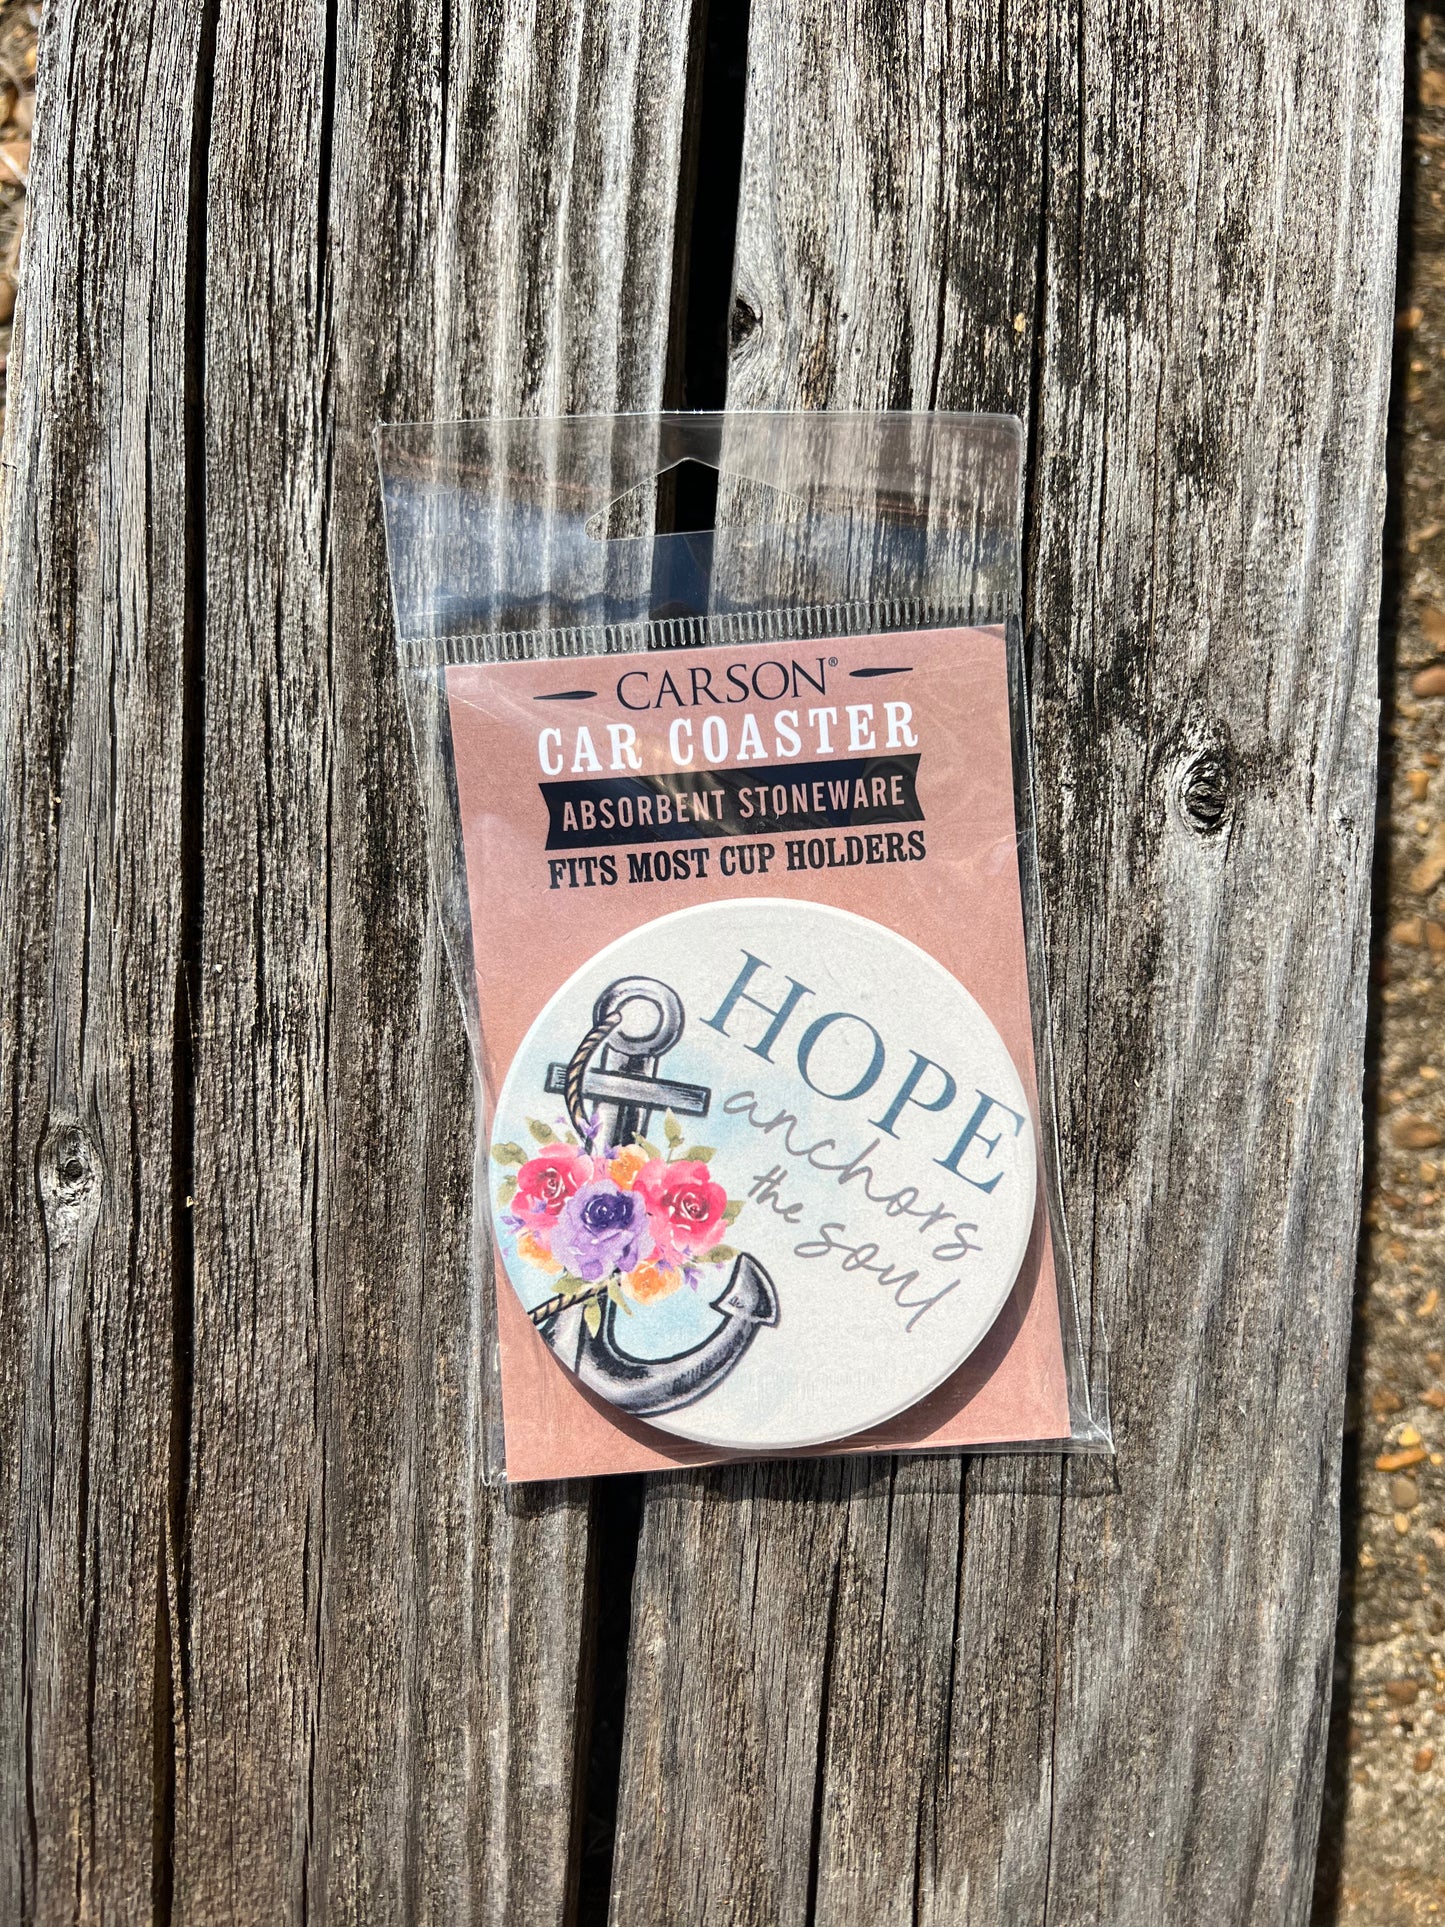 CARSON®
CAR COASTER
ABSORBENT STONEWARE
FITS MOST CUP HOLDERS
HOPE
anchors
the soul